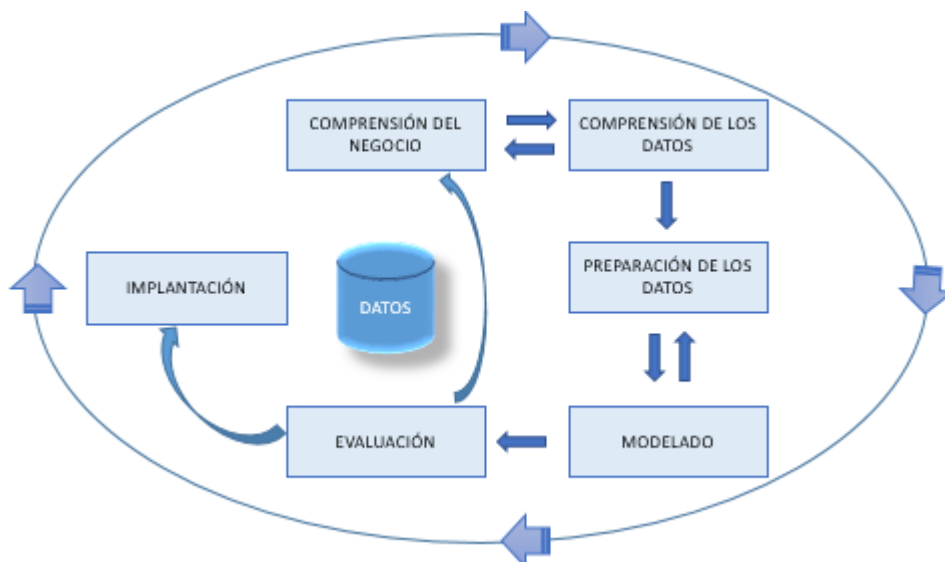 COMPRENSIÓN DEL
NEGOCIO
COMPRENSIÓN DE LOS
DATOS
PREPARACIÓN DE LOS
DATOS
IMPLANTACIÓN
DATOS
EVALUACIÓN
MODELADO